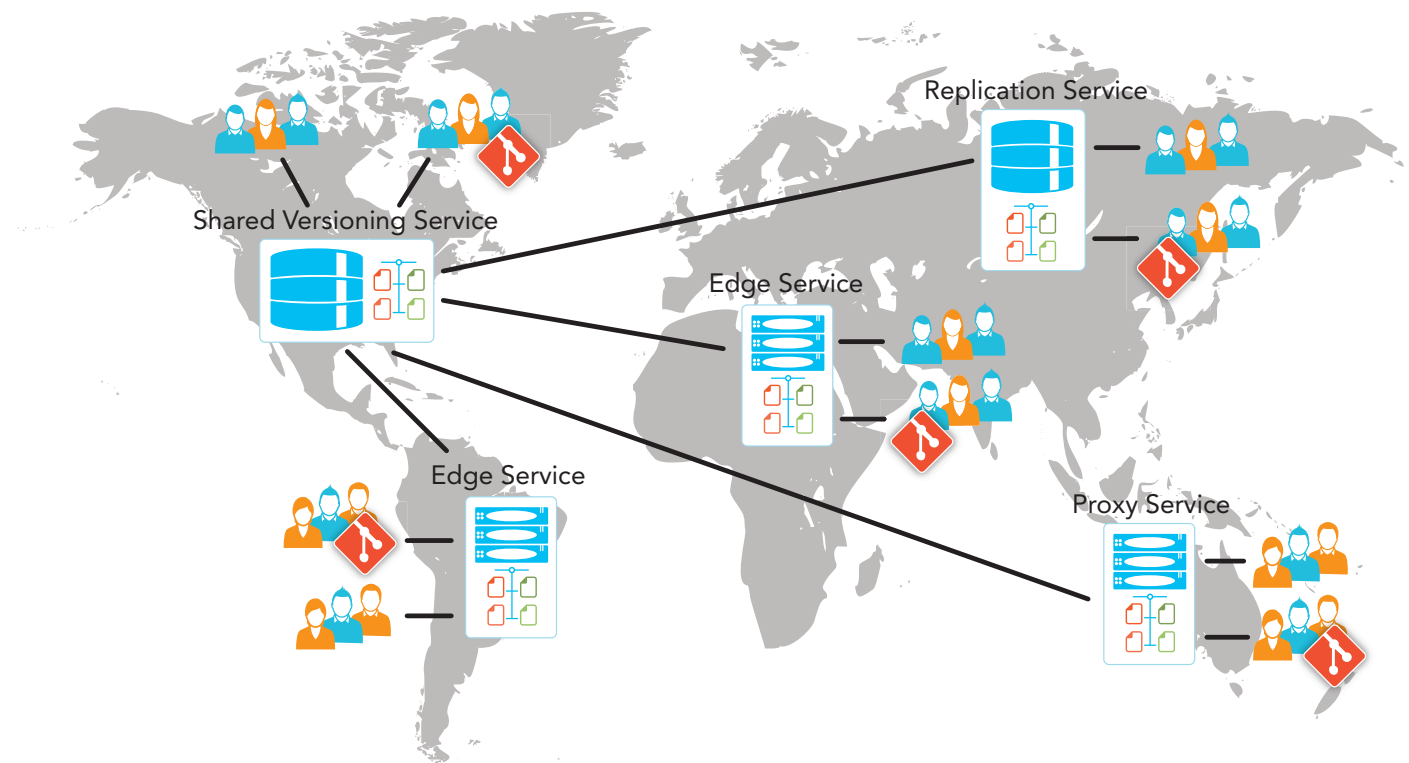 Replication Service
Shared Versioning Service
Edge Service
Edge Service
Proxy Service